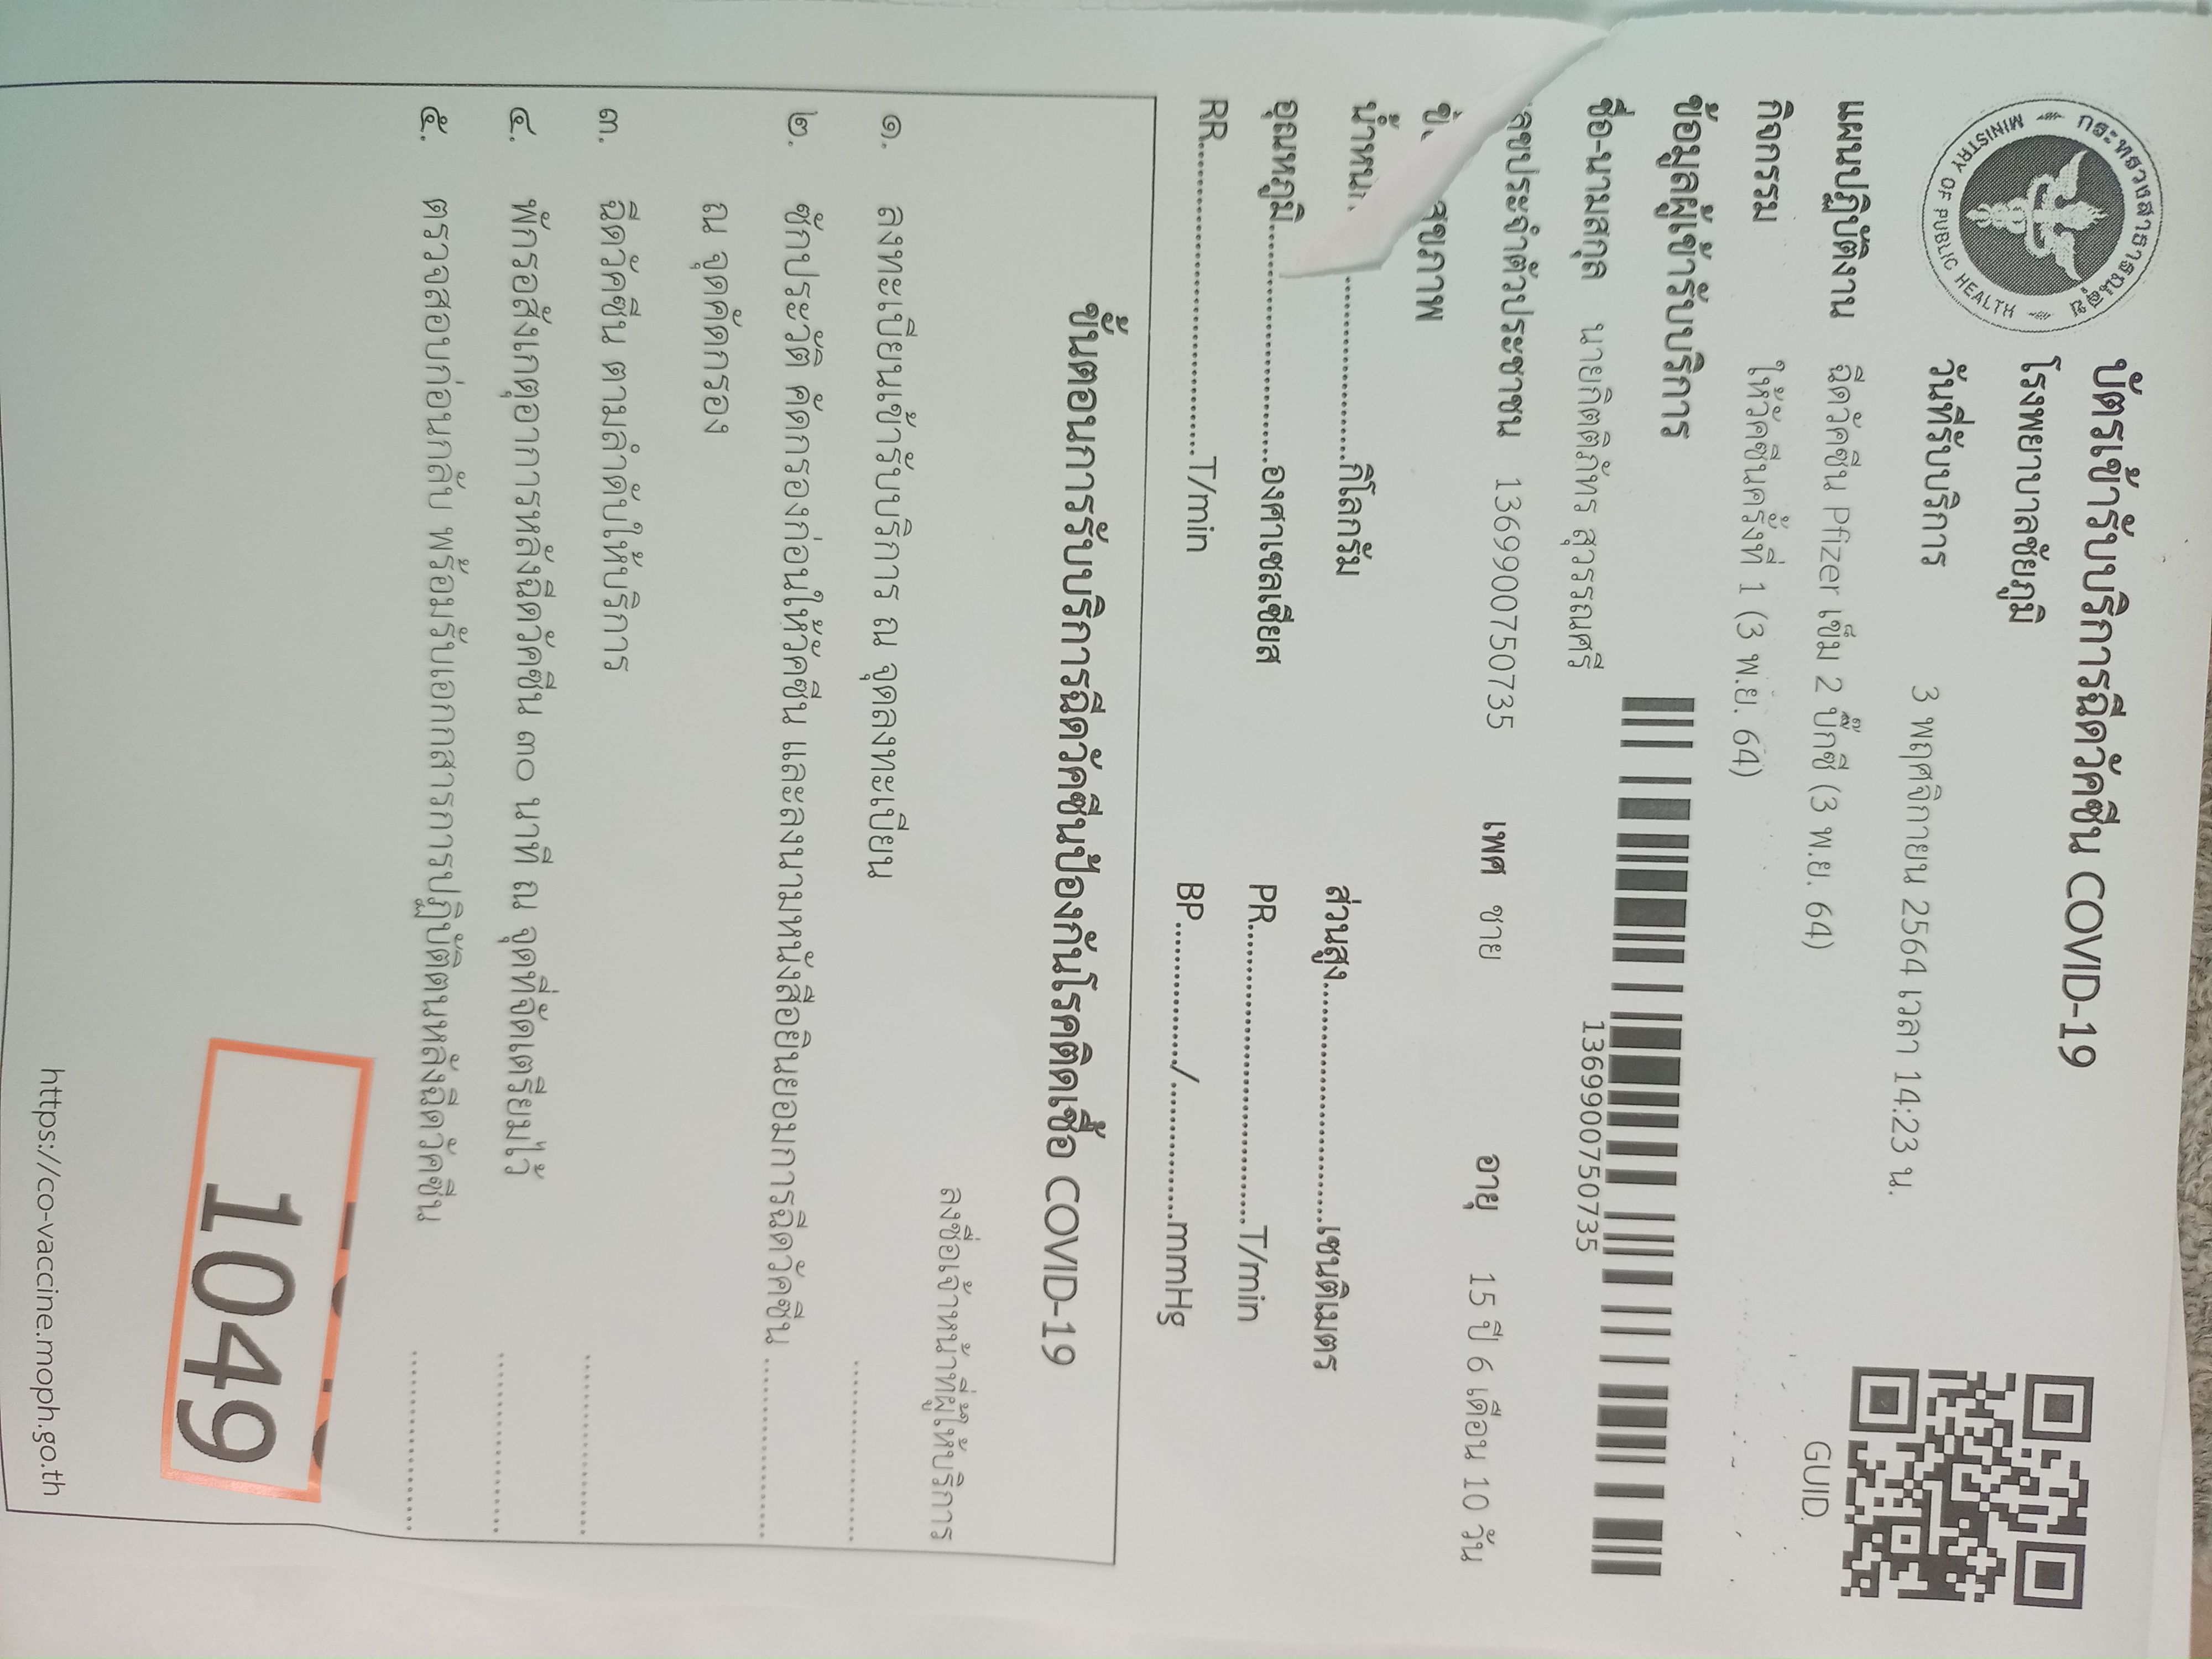 กระทรวงสาธารณสุข
MINISTRY OF PUBLIC HEALTH
บัตรเข้ารับบริการฉีดวัคซีน COVID-19
โรงพยาบาลชัยภูมิ
วันที่รับบริการ 3 พฤศจิกายน 2564 เวลา 14:23 น.
แผนปฏิบัติงาน ฉีดวัคซีน Pfizer เข็ม 2 บึ๊กซี (3 พ.ย. 64)
GUID.
กิจกรรม ให้วัคซีนครั้งที่ 1 (3 พ.ย. 64)
ข้อมูลผู้เข้ารับบริการ
ชื่อ-นามสกุล นายกิตติภัทร สุวรรณศรี
1369900750735
ลขประจำตัวประชาชน 1369900750735 เพศ ชาย อายุ 15 ปี 6 เดือน 10 วัน
สุขภาพ
....................กิโลกรัม ส่วนสูง..............................เซนติเมตร
อุณหภูมิ..............................องศาเซลเซียส PR..............................T/min
RR..............................T/min BP................/................mmHg
ขั้นตอนการรับบริการฉีดวัคซีนป้องกันโรคติดเชื้อ COVID-19
ลงชื่อเจ้าหน้าที่ผู้ให้บริการ
๑. ลงทะเบียนเข้ารับบริการ ณ จุดลงทะเบียน ....................
๒. ซักประวัติ คัดกรองก่อนให้วัคซีน และลงนามหนังสือยินยอมการฉีดวัคซีน ....................
ณ จุดคัดกรอง
๓. ฉีดวัคซีน ตามลำดับให้บริการ ....................
๔. พักรอสังเกตุอาการหลังฉีดวัคซีน ๓๐ นาที ณ จุดที่จัดเตรียมไว้ ....................
๕. ตรวจสอบก่อนกลับ พร้อมรับเอกกสารการปฏิบัติตนหลังฉีดวัคซีน ....................
1049
https://co-vaccine.moph.go.th